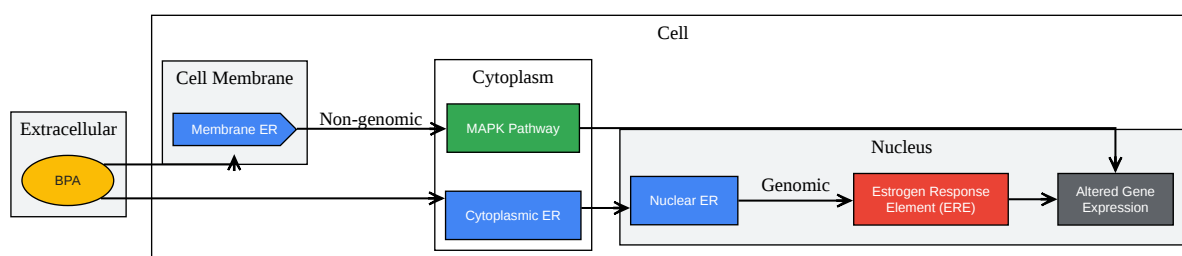 Cell
Cell Membrane
Cytoplasm
Extracellular
Membrane ER
Non-genomic
MAPK Pathway
Nucleus
BPA
Cytoplasmic ER
Nuclear ER
Genomic
Estrogen Response
Element (ERE)
Altered Gene
Expression